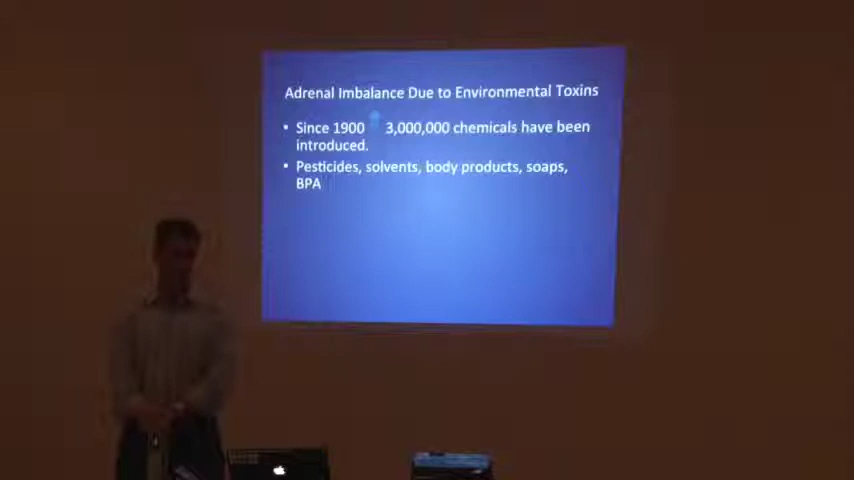 Adrenal Imbalance Due to Environmental Toxins
• Since 1900 3,000,000 chemicals have been
introduced.
• Pesticides, solvents, body products, soaps,
BPA